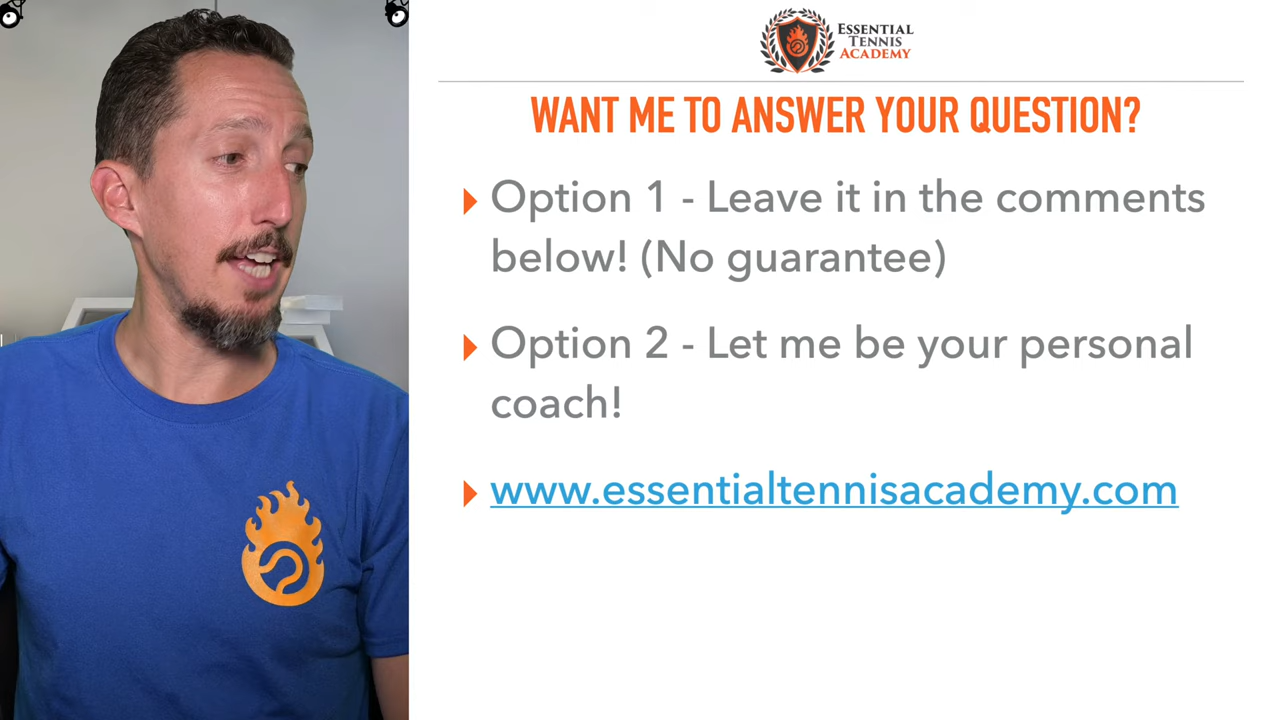 ESSENTIAL
TENNIS
ACADEMY
WANT ME TO ANSWER YOUR QUESTION?
Option 1 - Leave it in the comments
below! (No guarantee)
Option 2 - Let me be your personal
coach!
www.essentialtennisacademy.com